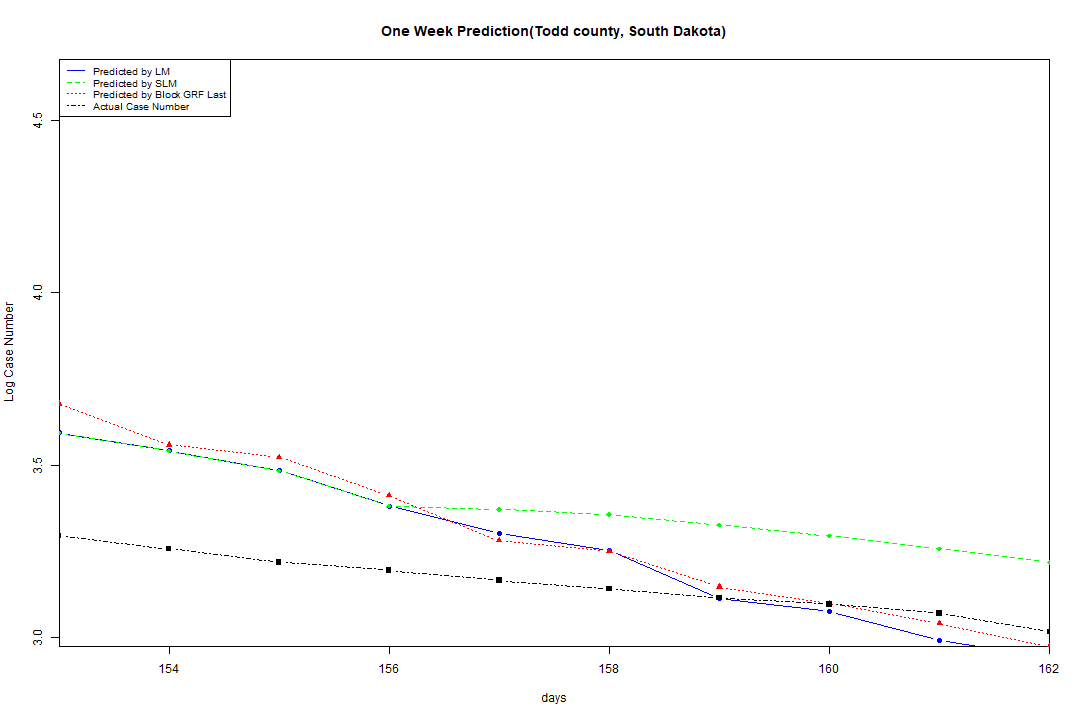 One Week Prediction(Todd county, South Dakota)
Predicted by LM
Predicted by SLM
Predicted by Block GRF Last
Actual Case Number
4.5
4.0
3.5
3.0
Log Case Number
154 156 158 160 162
days